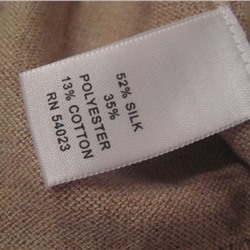 52% SILK
35%
POLYESTER
13% COTTON
RN 54023